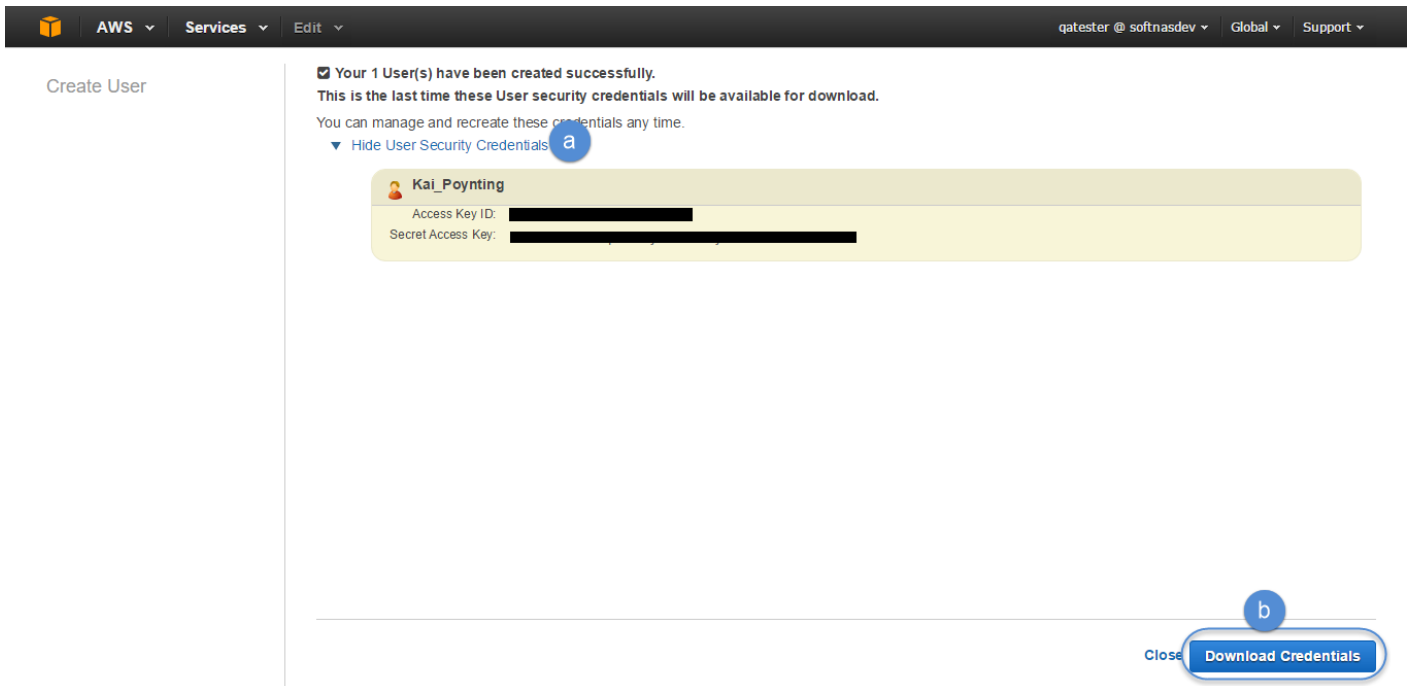 AWS Services Edit qatester @ softnasdev Global Support
Create User
Your 1 User(s) have been created successfully.
This is the last time these User security credentials will be available for download.
You can manage and recreate these credentials any time.
Hide User Security Credentials a
Kai_Poynting
Access Key ID:
Secret Access Key:
b
Close Download Credentials